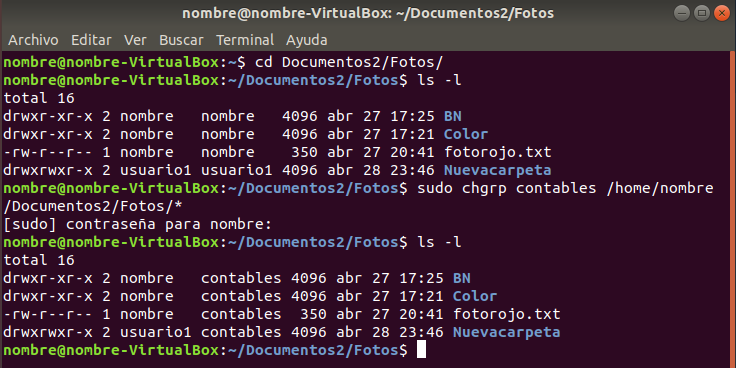 nombre@nombre-VirtualBox: ~/Documentos2/Fotos
Archivo Editar Ver Buscar Terminal Ayuda
nombre@nombre-VirtualBox:~$ cd Documentos2/Fotos/
nombre@nombre-VirtualBox:~/Documentos2/Fotos$ ls -l
total 16
drwxr-xr-x 2 nombre   nombre   4096 abr 27 17:25 BN
drwxr-xr-x 2 nombre   nombre   4096 abr 27 17:21 Color
-rw-r--r-- 1 nombre   nombre    350 abr 27 20:41 fotorojo.txt
drwxrwxr-x 2 usuario1 usuario1 4096 abr 28 23:46 Nuevacarpeta
nombre@nombre-VirtualBox:~/Documentos2/Fotos$ sudo chgrp contables /home/nombre
/Documentos2/Fotos/*
[sudo] contraseña para nombre:
nombre@nombre-VirtualBox:~/Documentos2/Fotos$ ls -l
total 16
drwxr-xr-x 2 nombre   contables 4096 abr 27 17:25 BN
drwxr-xr-x 2 nombre   contables 4096 abr 27 17:21 Color
-rw-r--r-- 1 nombre   contables  350 abr 27 20:41 fotorojo.txt
drwxrwxr-x 2 usuario1 contables 4096 abr 28 23:46 Nuevacarpeta
nombre@nombre-VirtualBox:~/Documentos2/Fotos$